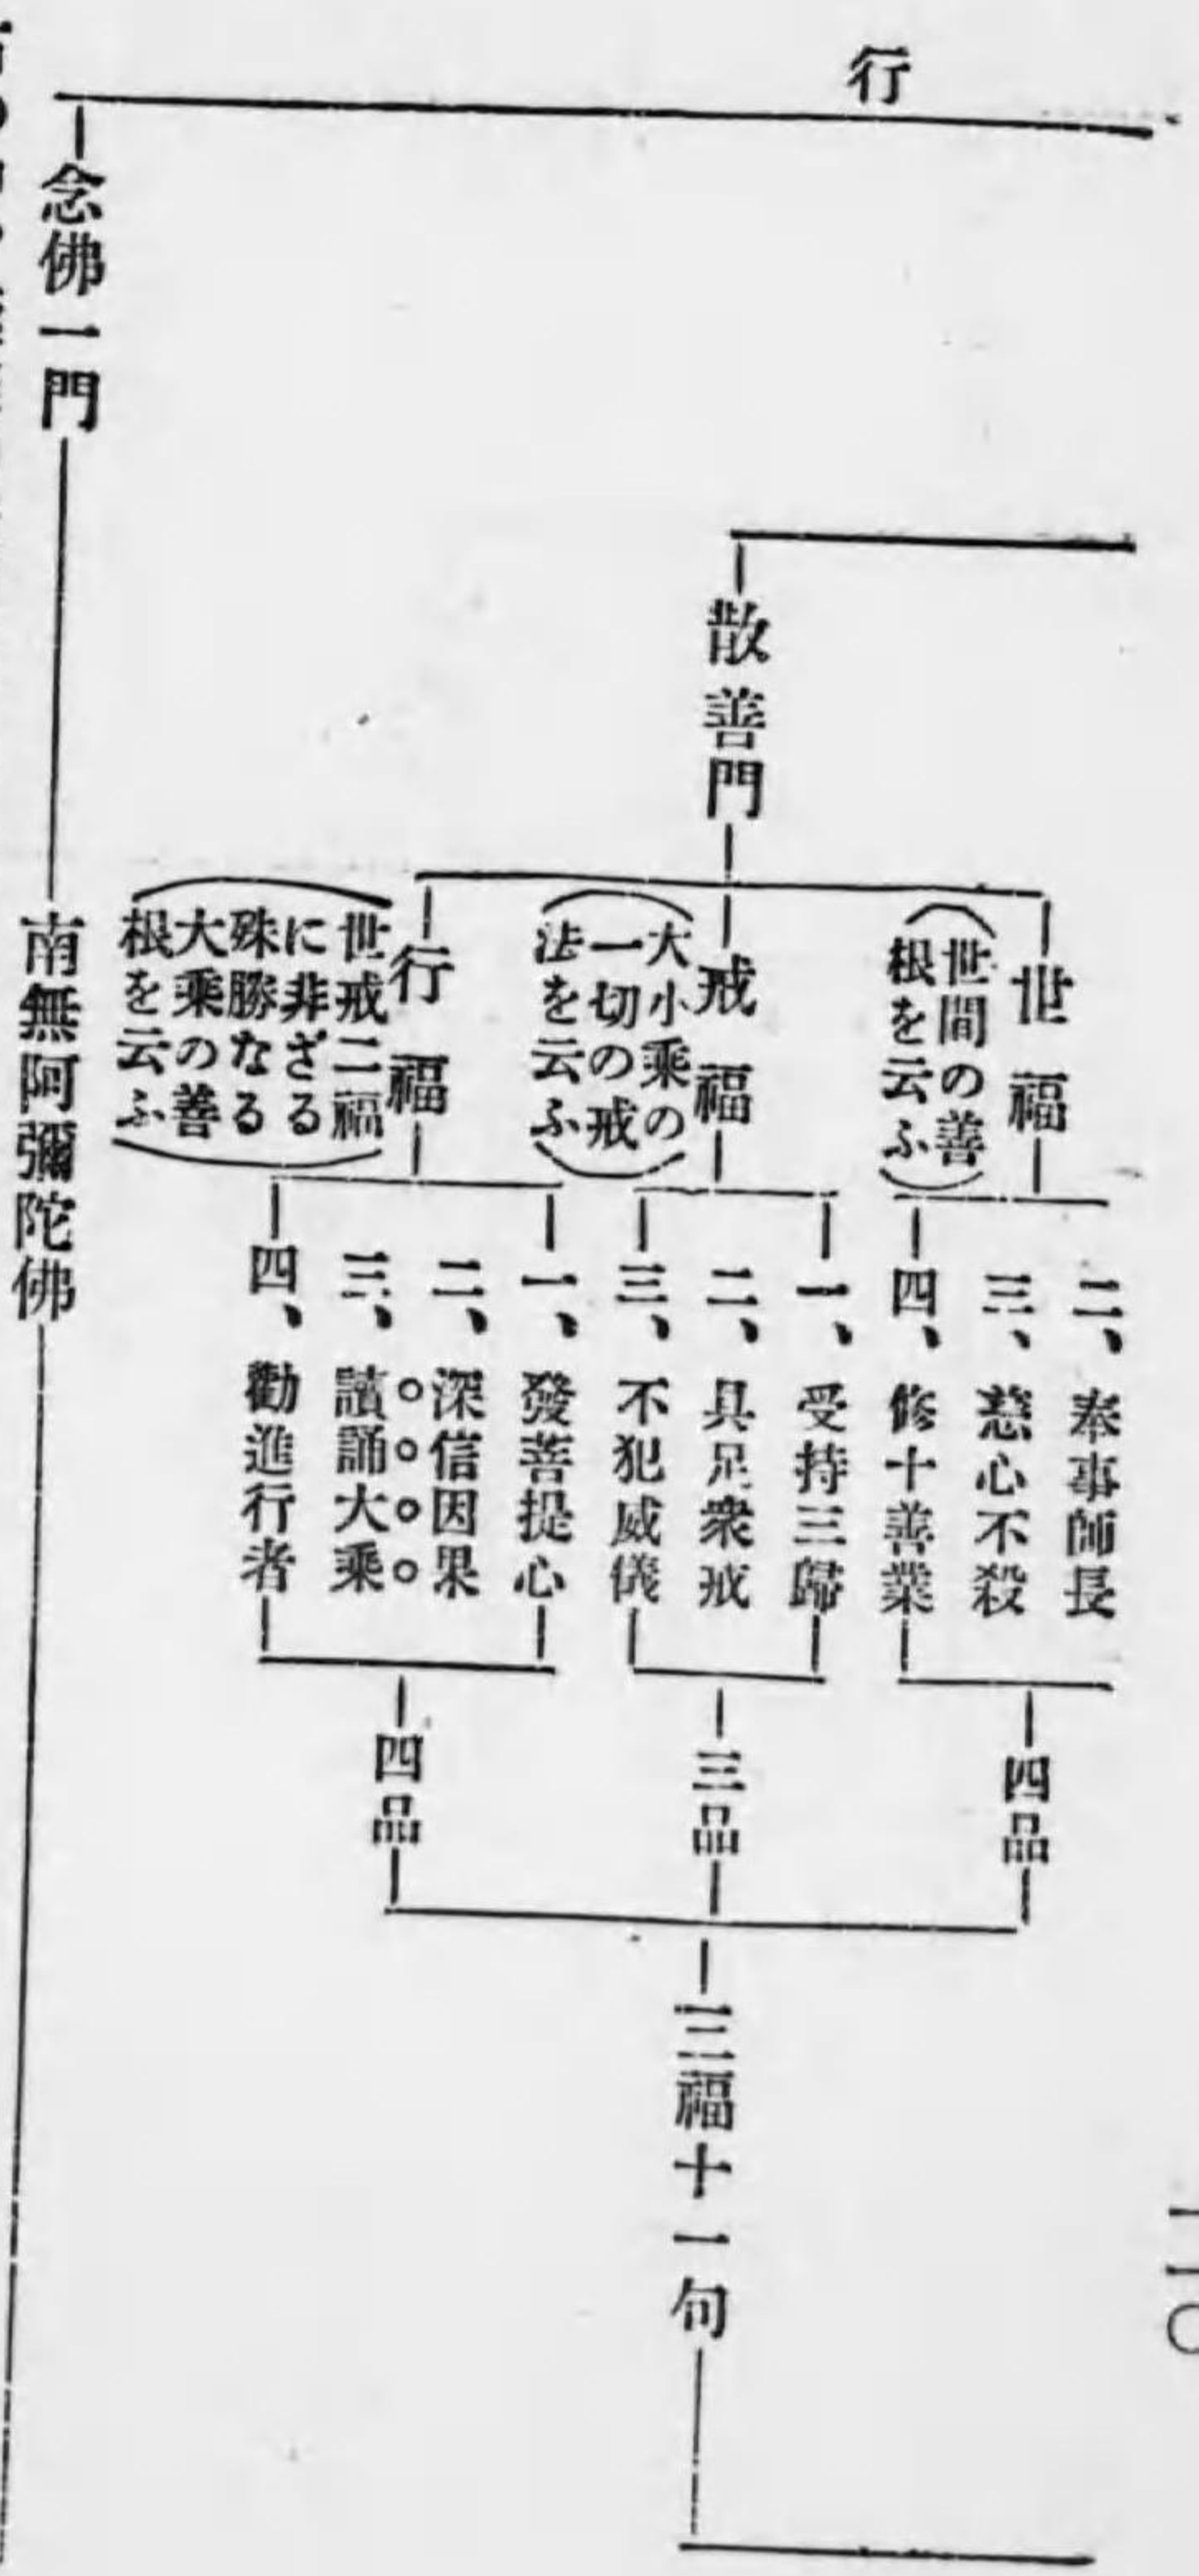 行
散善門
世福
(世間の善
根を云ふ)
二、奉事師長
三、慈心不殺
四、修十善業
四品
戒福
(大小乘の
一切の戒
法を云ふ)
一、受持三歸
二、具足衆戒
三、不犯威儀
三品
行福
(世戒二福
に非ざる
殊勝なる
大乘の善
根を云ふ)
一、發菩提心
二、深信因果
三、讀誦大乘
四、勸進行者
四品
三福十一句
念佛一門
南無阿彌陀佛
一一〇